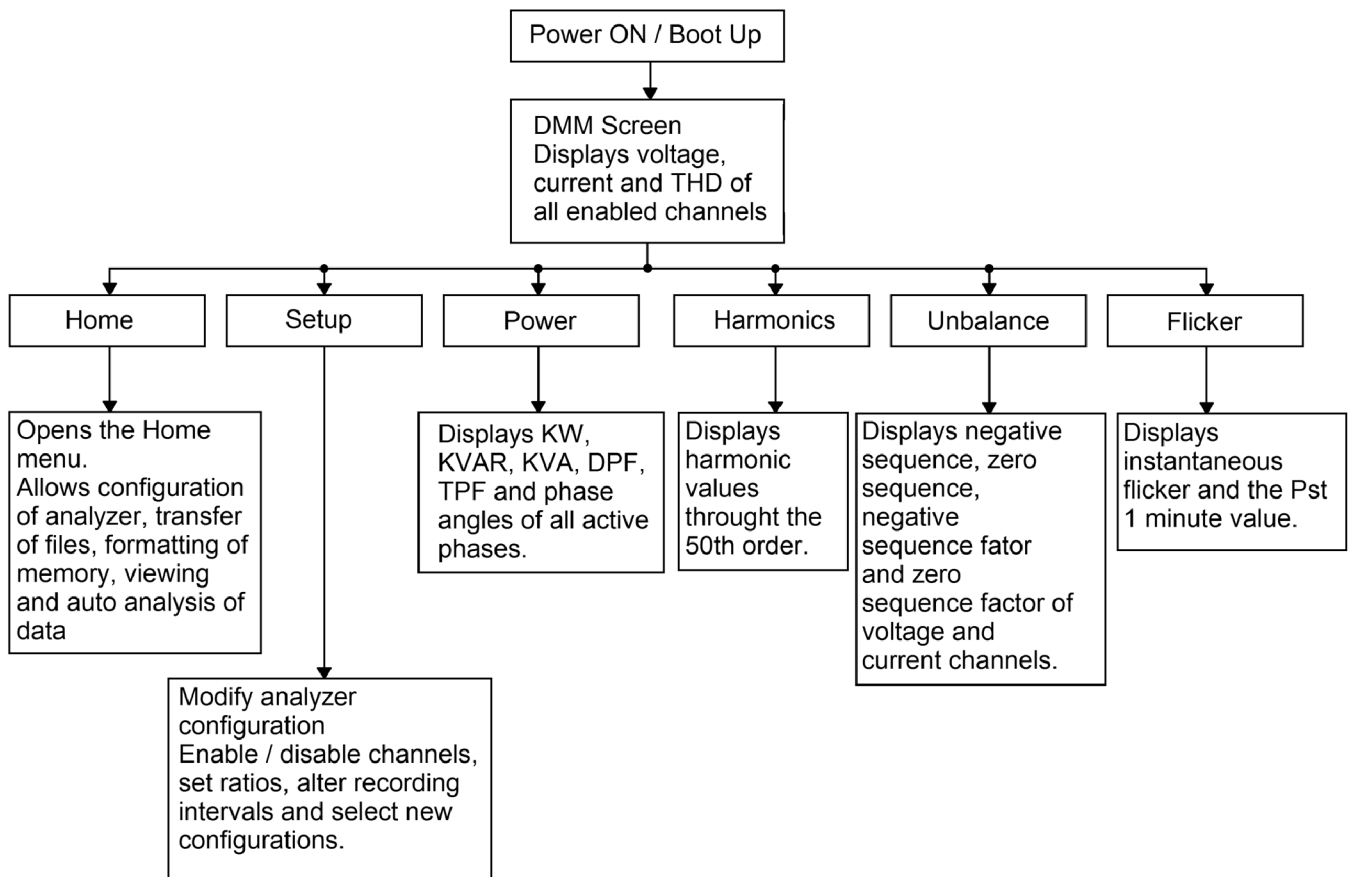 Power ON / Boot Up
DMM Screen
Displays voltage,
current and THD of
all enabled channels
Home
Setup
Power
Harmonics
Unbalance
Flicker
Opens the Home
menu.
Allows configuration
of analyzer, transfer
of files, formatting of
memory, viewing
and auto analysis of
data
Modify analyzer
configuration
Enable / disable channels,
set ratios, alter recording
intervals and select new
configurations.
Displays KW,
KVAR, KVA, DPF,
TPF and phase
angles of all active
phases.
Displays
harmonic
values
throught the
50th order.
Displays negative
sequence, zero
sequence,
negative
sequence fator
and zero
sequence factor of
voltage and
current channels.
Displays
instantaneous
flicker and the Pst
1 minute value.